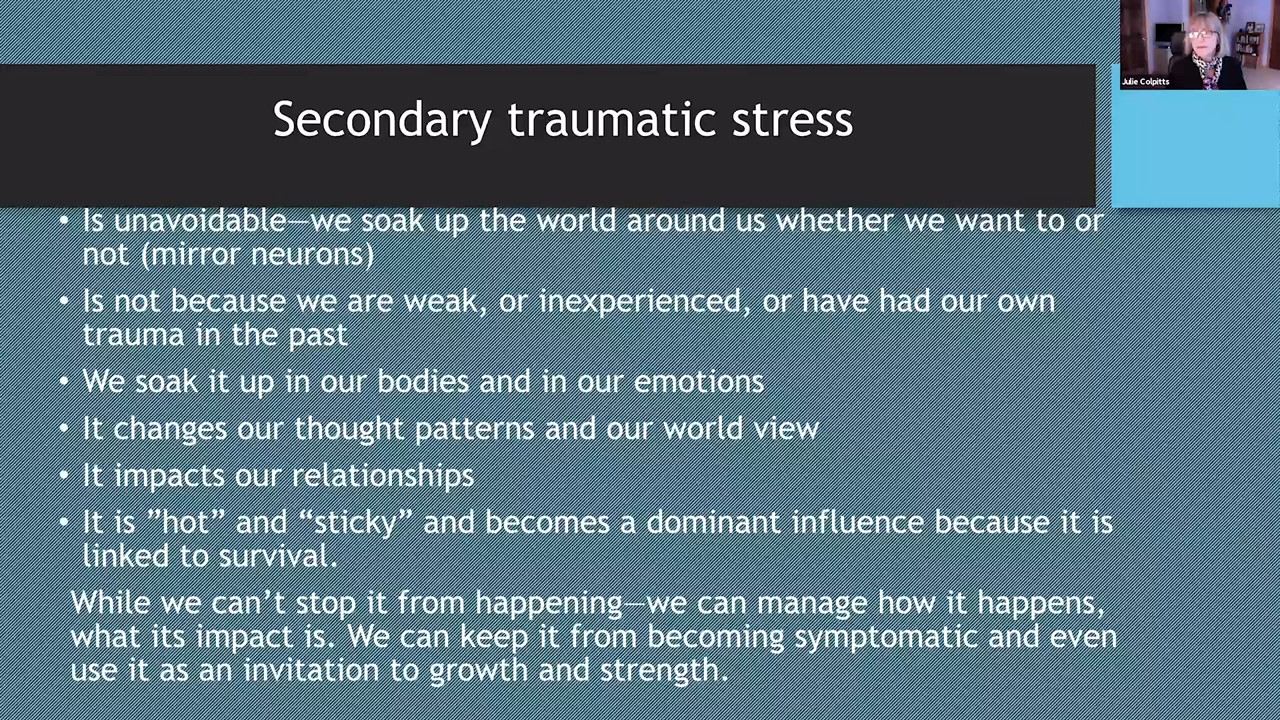 Julie Colpitts
Secondary traumatic stress
• Is unavoidable—we soak up the world around us whether we want to or
not (mirror neurons)
• Is not because we are weak, or inexperienced, or have had our own
trauma in the past
• We soak it up in our bodies and in our emotions
• It changes our thought patterns and our world view
• It impacts our relationships
• It is ”hot” and “sticky” and becomes a dominant influence because it is
linked to survival.
While we can’t stop it from happening—we can manage how it happens,
what its impact is. We can keep it from becoming symptomatic and even
use it as an invitation to growth and strength.